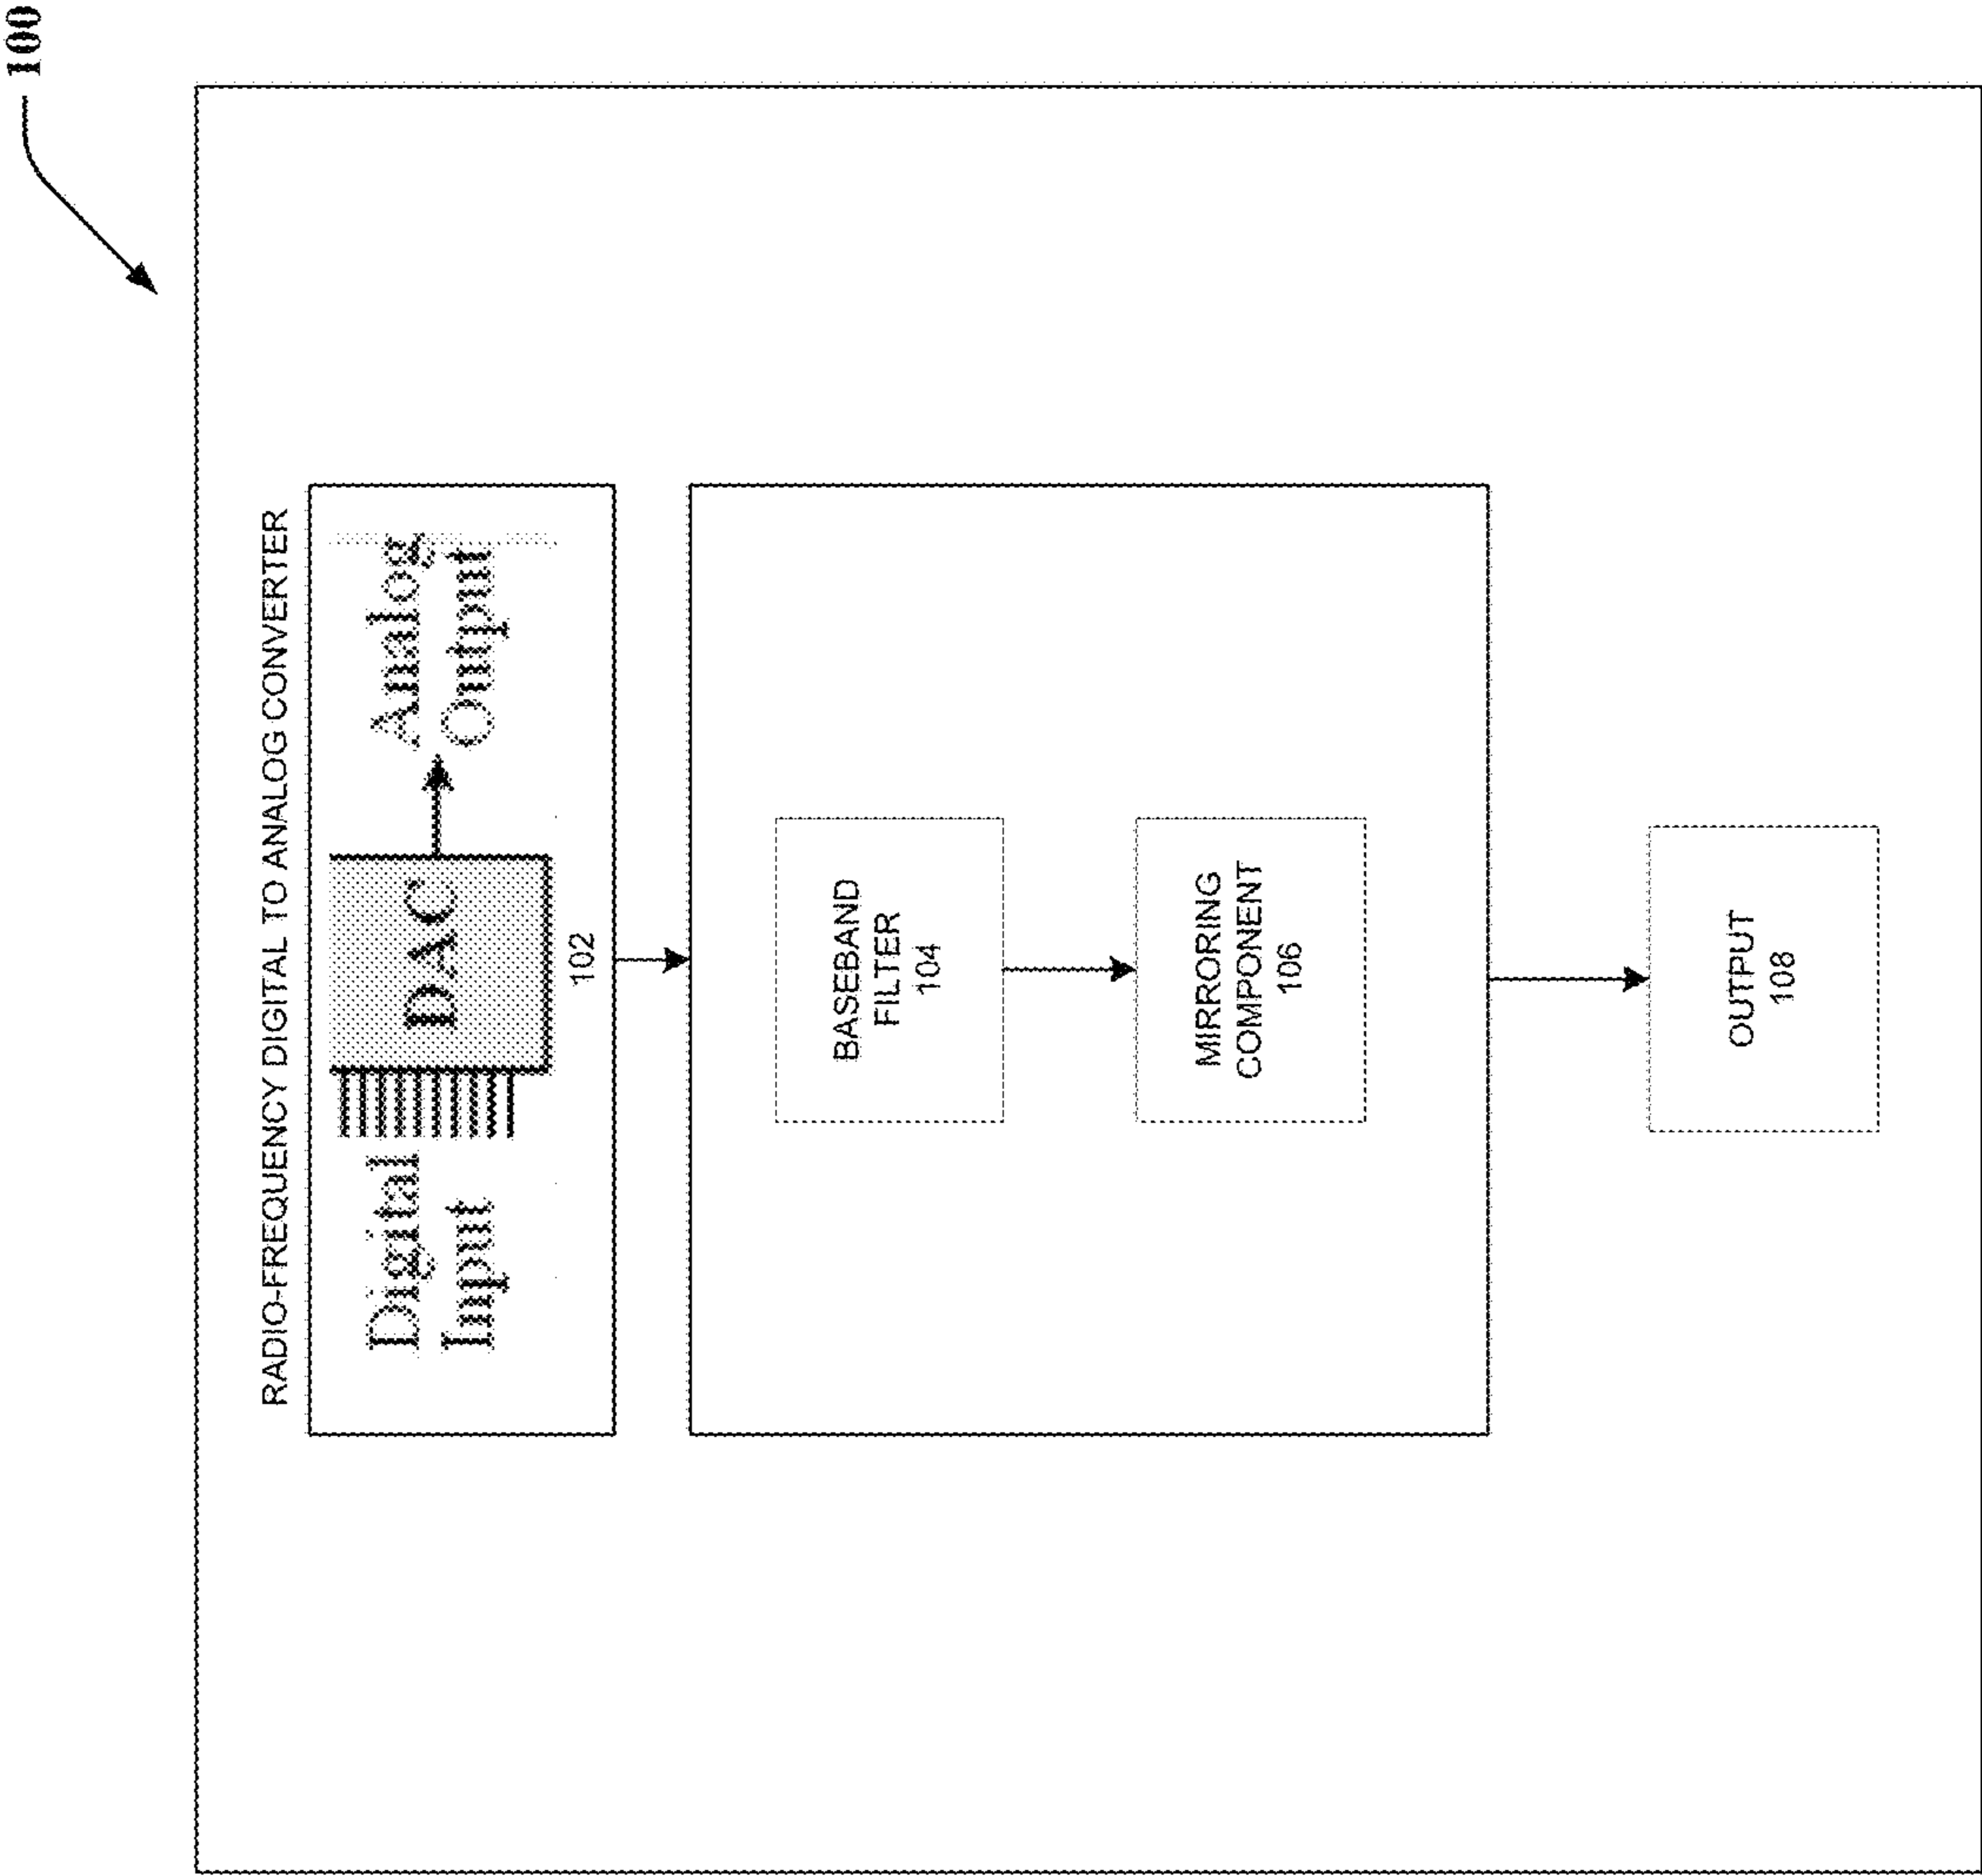 100
RADIO-FREQUENCY DIGITAL TO ANALOG CONVERTER
Digital
Input
DAC
Analog
Output
102
BASEBAND
FILTER
104
MIRRORING
COMPONENT
106
OUTPUT
108